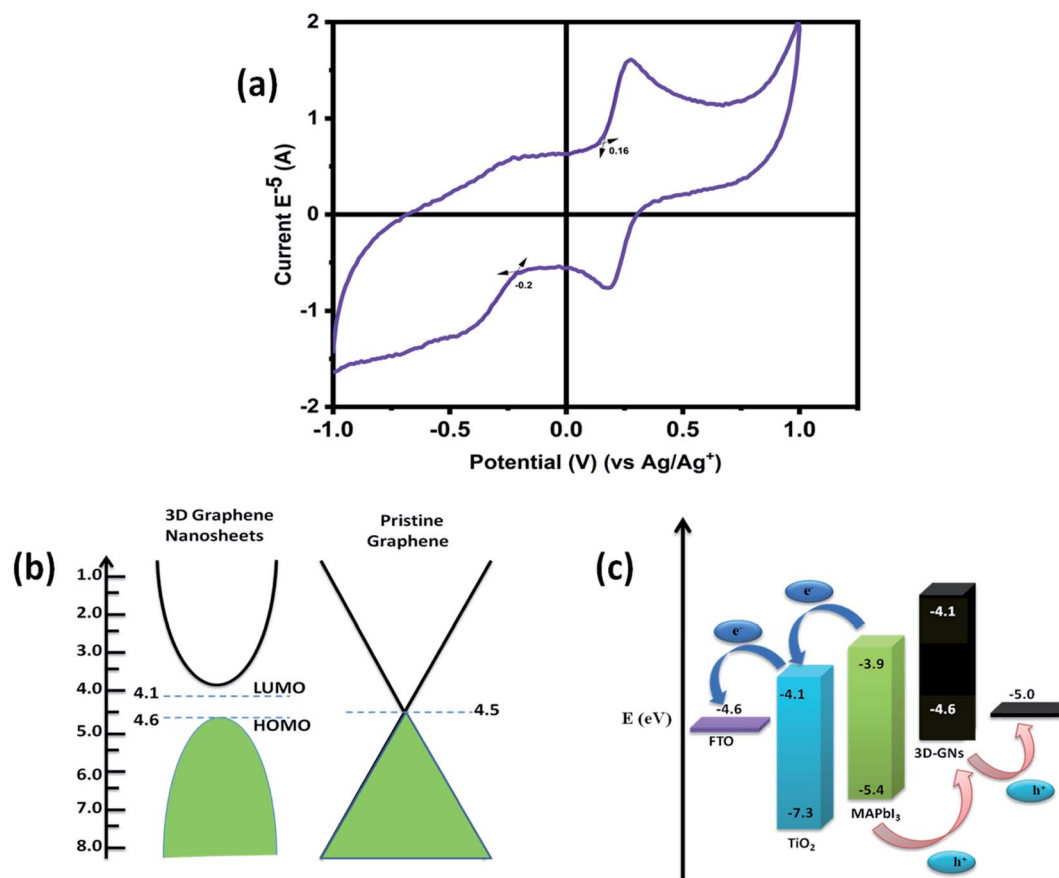 (a)
Current E⁻⁵ (A)
2
1
0
-1
-2
0.16
-0.2
-1.0 -0.5 0.0 0.5 1.0
Potential (V) (vs Ag/Ag⁺)
(b)
3D Graphene
Nanosheets
Pristine
Graphene
1.0
2.0
3.0
4.0
5.0
6.0
7.0
8.0
4.1
LUMO
4.6
HOMO
4.5
(c)
E (eV)
e⁻
e⁻
-4.6
FTO
-4.1
-7.3
TiO₂
-3.9
-5.4
MAPbI₃
-4.1
-4.6
3D-GNs
-5.0
h⁺
h⁺